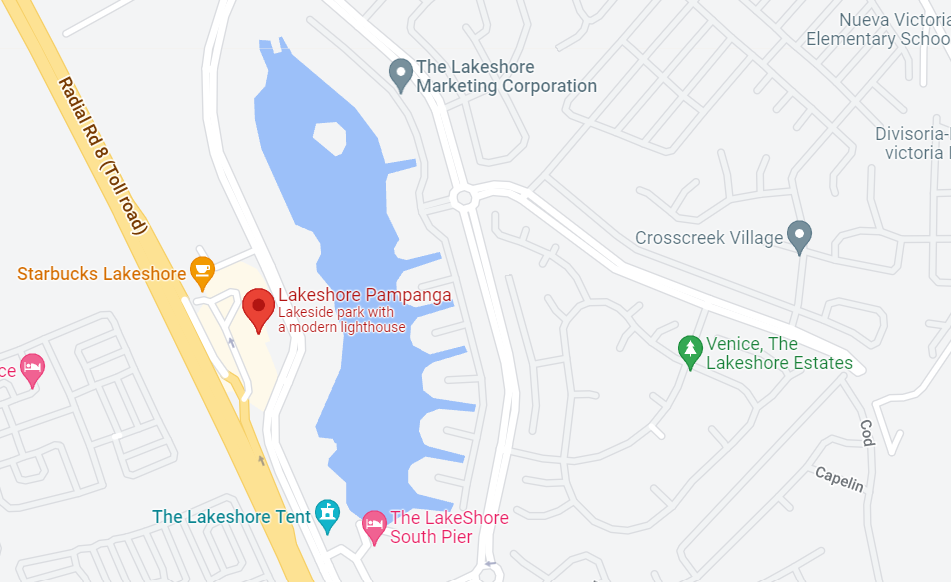 Nueva Victoria
Elementary Schoo
The Lakeshore
Marketing Corporation
Radial Rd 8 (Toll road)
Divisoria-
victoria
Crosscreek Village
Starbucks Lakeshore
Lakeshore Pampanga
Lakeside park with
a modern lighthouse
Venice, The
Lakeshore Estates
ce
Cod
Capelin
The Lakeshore Tent
The LakeShore
South Pier